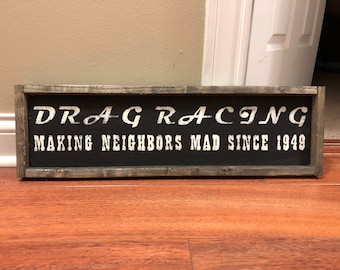 DRAG RACING
MAKING NEIGHBORS MAD SINCE 1949